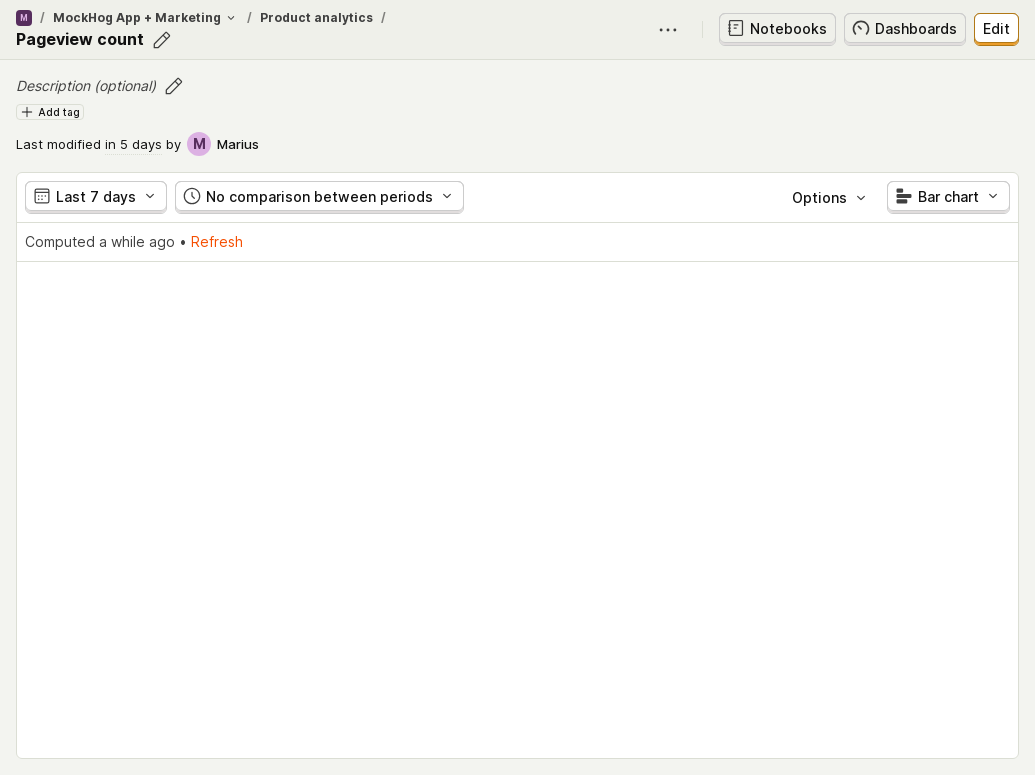 M / MockHog App + Marketing / Product analytics /
Pageview count
Notebooks
Dashboards
Edit
Description (optional)
Add tag
Last modified in 5 days by M Marius
Last 7 days
No comparison between periods
Options
Bar chart
Computed a while ago • Refresh